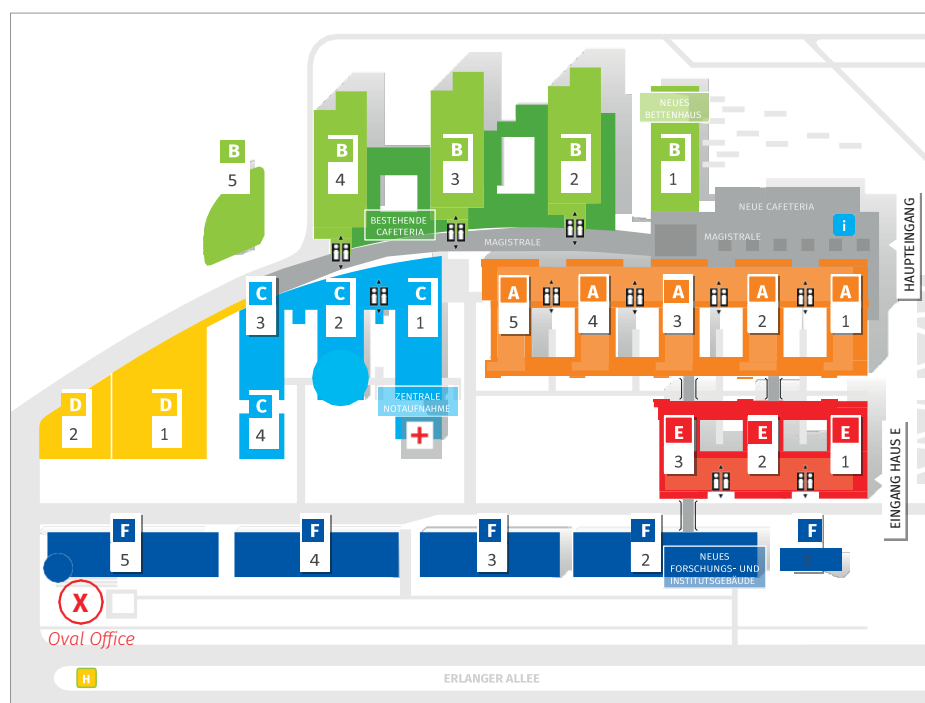 NEUES
BETTENHAUS
B
5
B
4
B
3
B
2
B
1
NEUE CAFETERIA
BESTEHENDE
CAFETERIA
MAGISTRALE
MAGISTRALE
i
HAUPTEINGANG
C
3
C
2
C
1
A
5
A
4
A
3
A
2
A
1
ZENTRALE
NOTAUFNAHME
D
2
D
1
C
4
E
3
E
2
E
1
EINGANG HAUS E
F
5
F
4
F
3
F
2
F
NEUES
FORSCHUNGS- UND
INSTITUTSGEBÄUDE
X
Oval Office
H
ERLANGER ALLEE